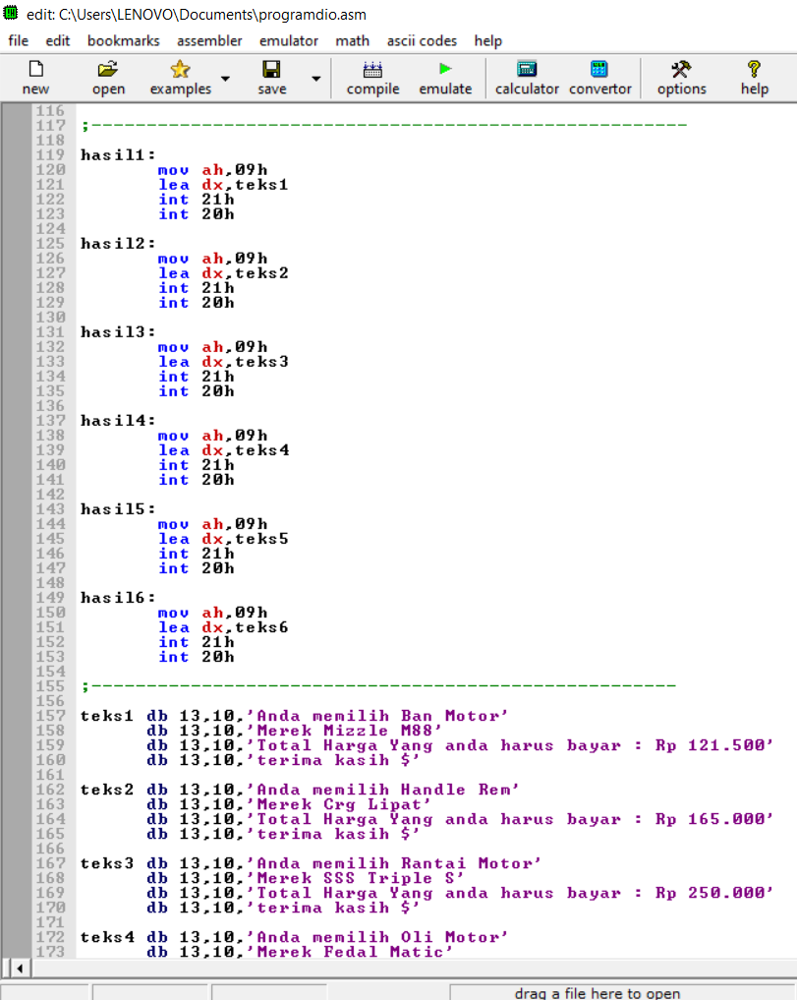 edit: C:\Users\LENOVO\Documents\programdio.asm
file edit bookmarks assembler emulator math ascii codes help
new open examples save compile emulate calculator convertor options help
116
117 ;------------------------------------------------------
118
119 hasil1:
120 mov ah,09h
121 lea dx,teks1
122 int 21h
123 int 20h
124
125 hasil2:
126 mov ah,09h
127 lea dx,teks2
128 int 21h
129 int 20h
130
131 hasil3:
132 mov ah,09h
133 lea dx,teks3
134 int 21h
135 int 20h
136
137 hasil4:
138 mov ah,09h
139 lea dx,teks4
140 int 21h
141 int 20h
142
143 hasil5:
144 mov ah,09h
145 lea dx,teks5
146 int 21h
147 int 20h
148
149 hasil6:
150 mov ah,09h
151 lea dx,teks6
152 int 21h
153 int 20h
154
155 ;-----------------------------------------------------
156
157 teks1 db 13,10,'Anda memilih Ban Motor'
158 db 13,10,'Merek Mizzle M88'
159 db 13,10,'Total Harga Yang anda harus bayar : Rp 121.500'
160 db 13,10,'terima kasih $'
161
162 teks2 db 13,10,'Anda memilih Handle Rem'
163 db 13,10,'Merek Crg Lipat'
164 db 13,10,'Total Harga Yang anda harus bayar : Rp 165.000'
165 db 13,10,'terima kasih $'
166
167 teks3 db 13,10,'Anda memilih Rantai Motor'
168 db 13,10,'Merek SSS Triple S'
169 db 13,10,'Total Harga Yang anda harus bayar : Rp 250.000'
170 db 13,10,'terima kasih $'
171
172 teks4 db 13,10,'Anda memilih Oli Motor'
173 db 13,10,'Merek Fedal Matic'
drag a file here to open